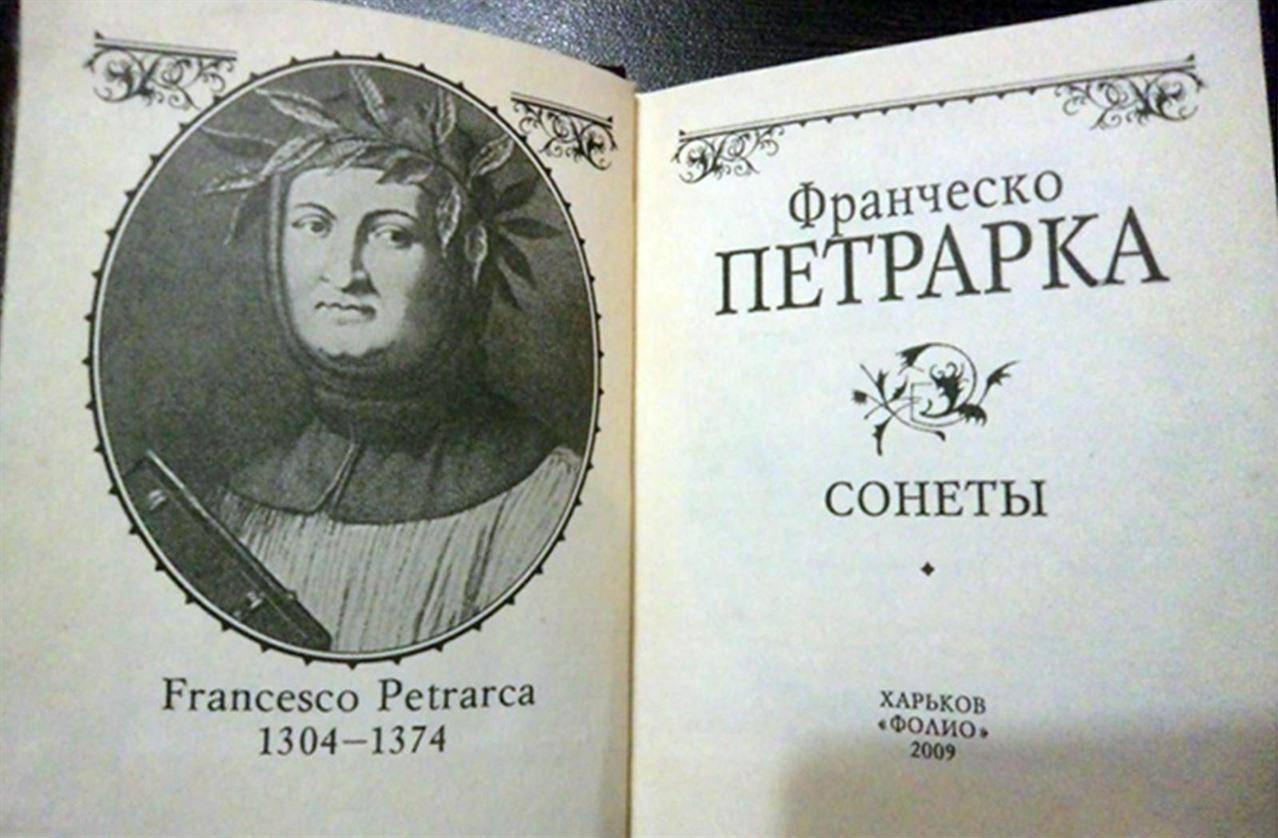 Francesco Petrarca
1304–1374
Франческо
ПЕТРАРКА
СОНЕТЫ
ХАРЬКОВ
«ФОЛИО»
2009